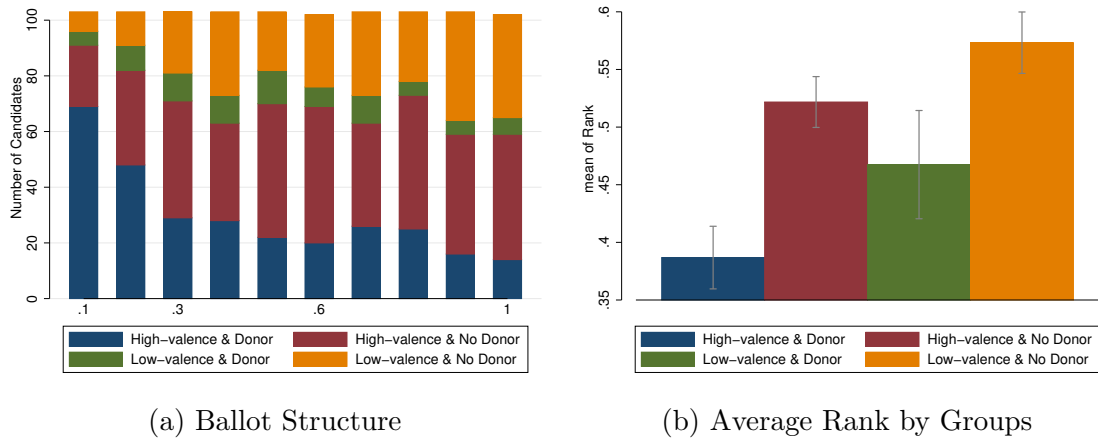 Number of Candidates
100
80
60
40
20
0
.1
.3
.6
1
High−valence & Donor
High−valence & No Donor
Low−valence & Donor
Low−valence & No Donor
(a) Ballot Structure
mean of Rank
.6
.55
.5
.45
.4
.35
High−valence & Donor
High−valence & No Donor
Low−valence & Donor
Low−valence & No Donor
(b) Average Rank by Groups